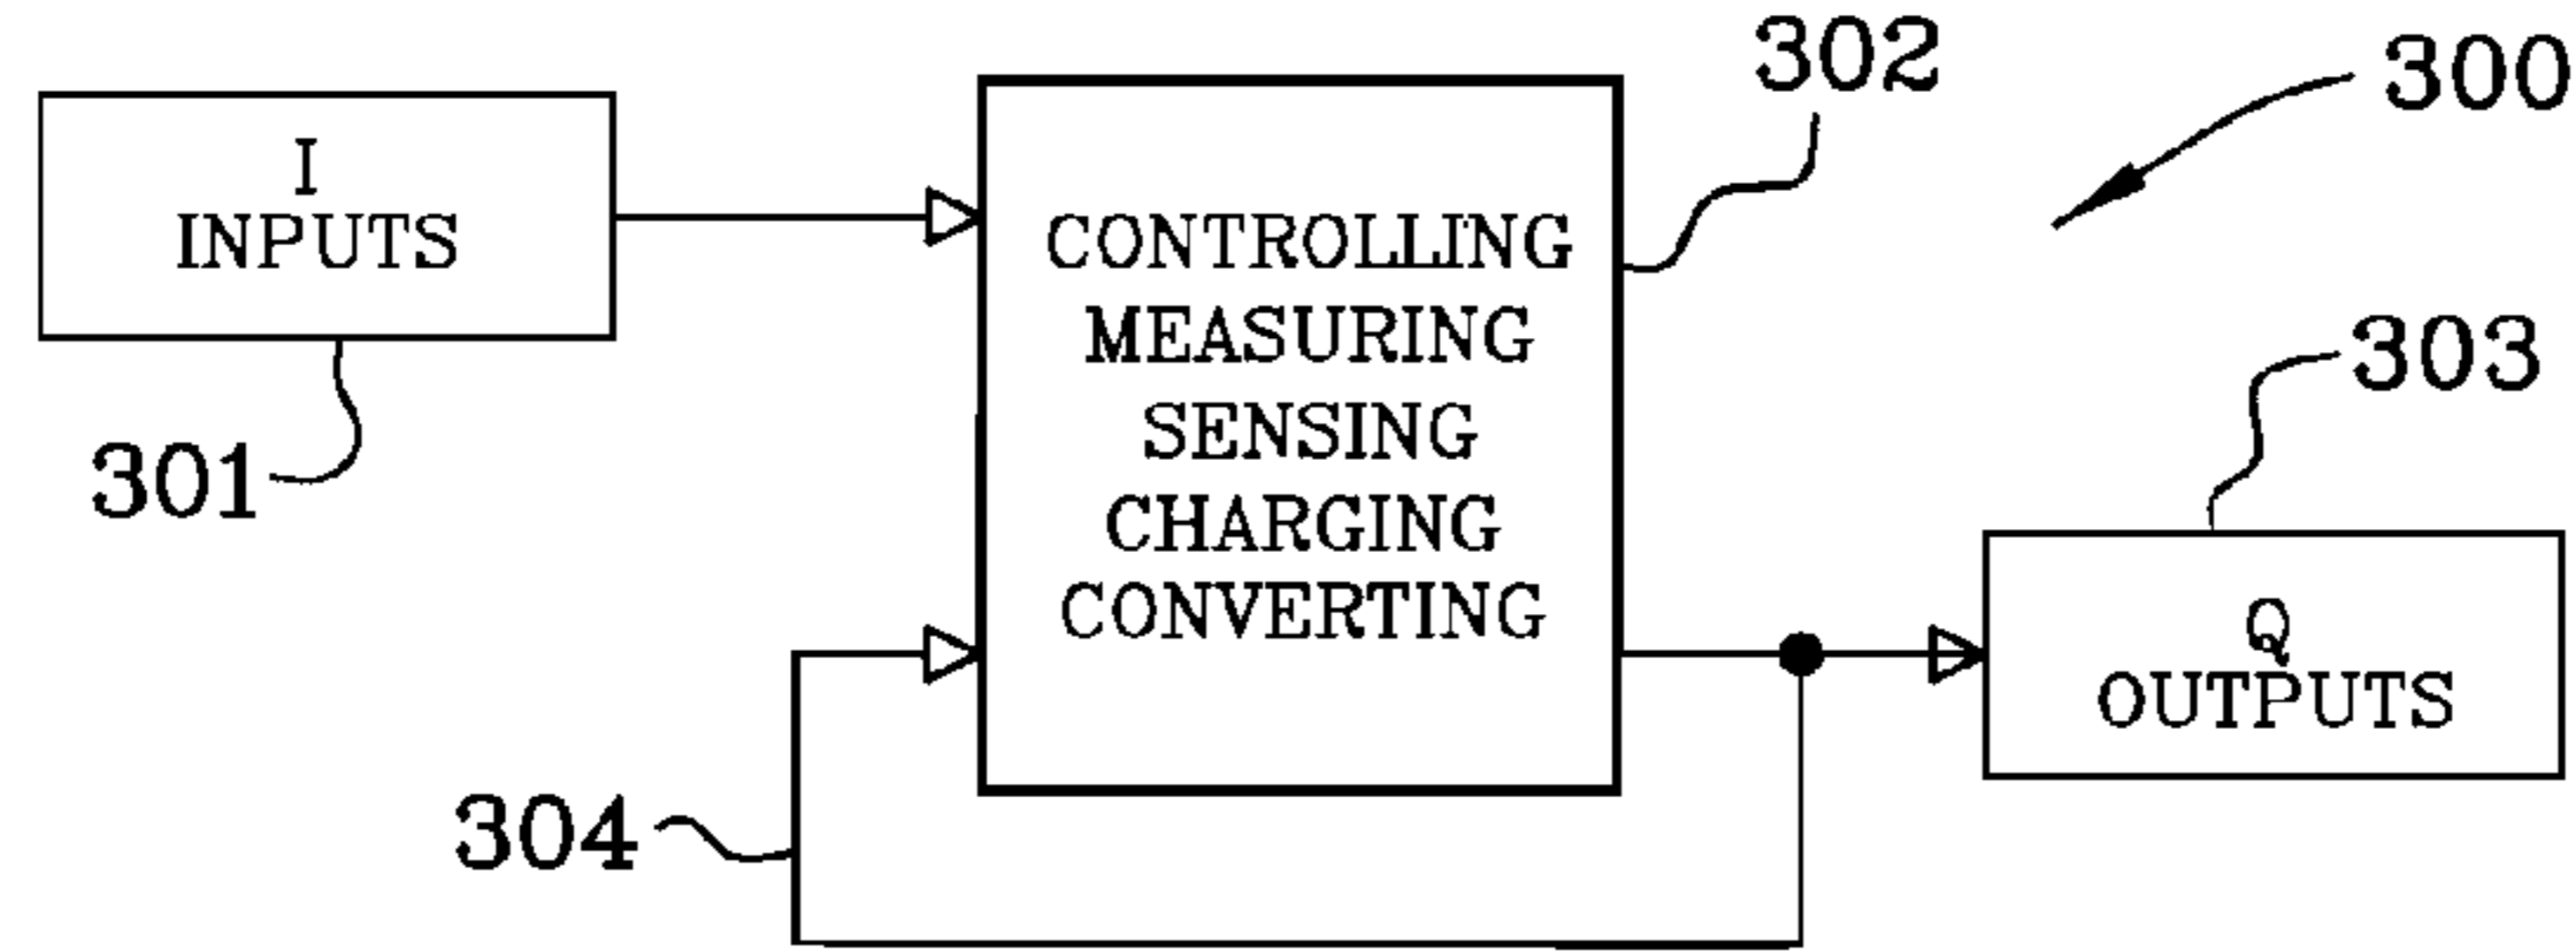 302
300
I
INPUTS
CONTROLLING
MEASURING
SENSING
CHARGING
CONVERTING
303
301
Q
OUTPUTS
304